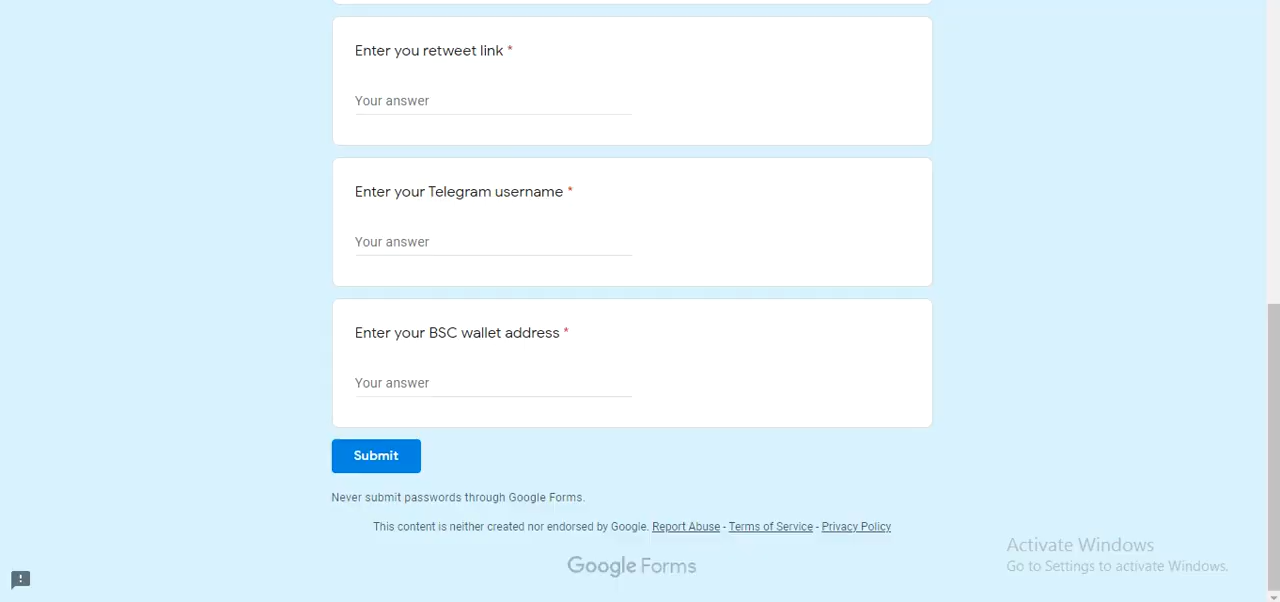 Enter you retweet link *
Your answer
Enter your Telegram username *
Your answer
Enter your BSC wallet address *
Your answer
Submit
Never submit passwords through Google Forms.
This content is neither created nor endorsed by Google. Report Abuse - Terms of Service - Privacy Policy
Google Forms
Activate Windows
Go to Settings to activate Windows.